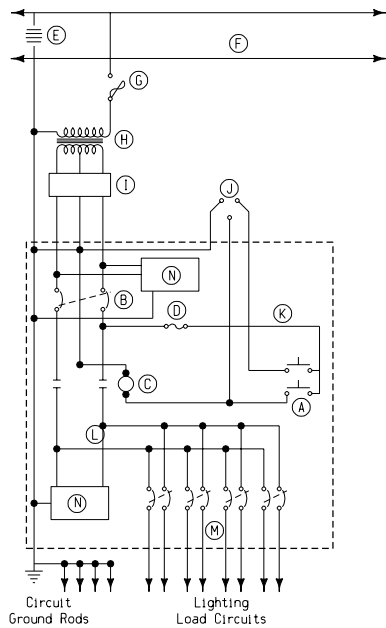 E
F
G
H
I
J
N
B
K
D
C
A
L
N
M
Circuit
Ground Rods
Lighting
Load Circuits